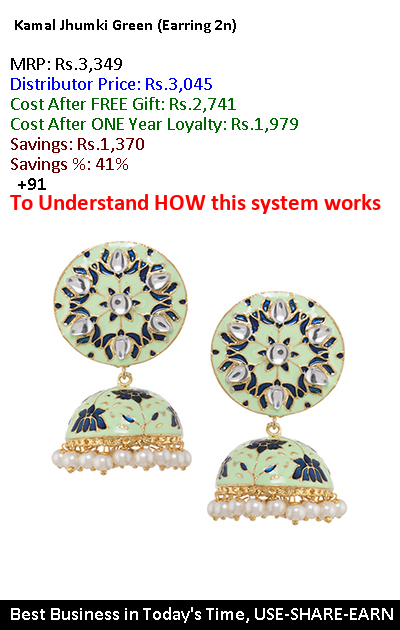 Kamal Jhumki Green (Earring 2n)
MRP: Rs.3,349
Distributor Price: Rs.3,045
Cost After FREE Gift: Rs.2,741
Cost After ONE Year Loyalty: Rs.1,979
Savings: Rs.1,370
Savings %: 41%
+91
To Understand HOW this system works
Best Business in Today's Time, USE-SHARE-EARN